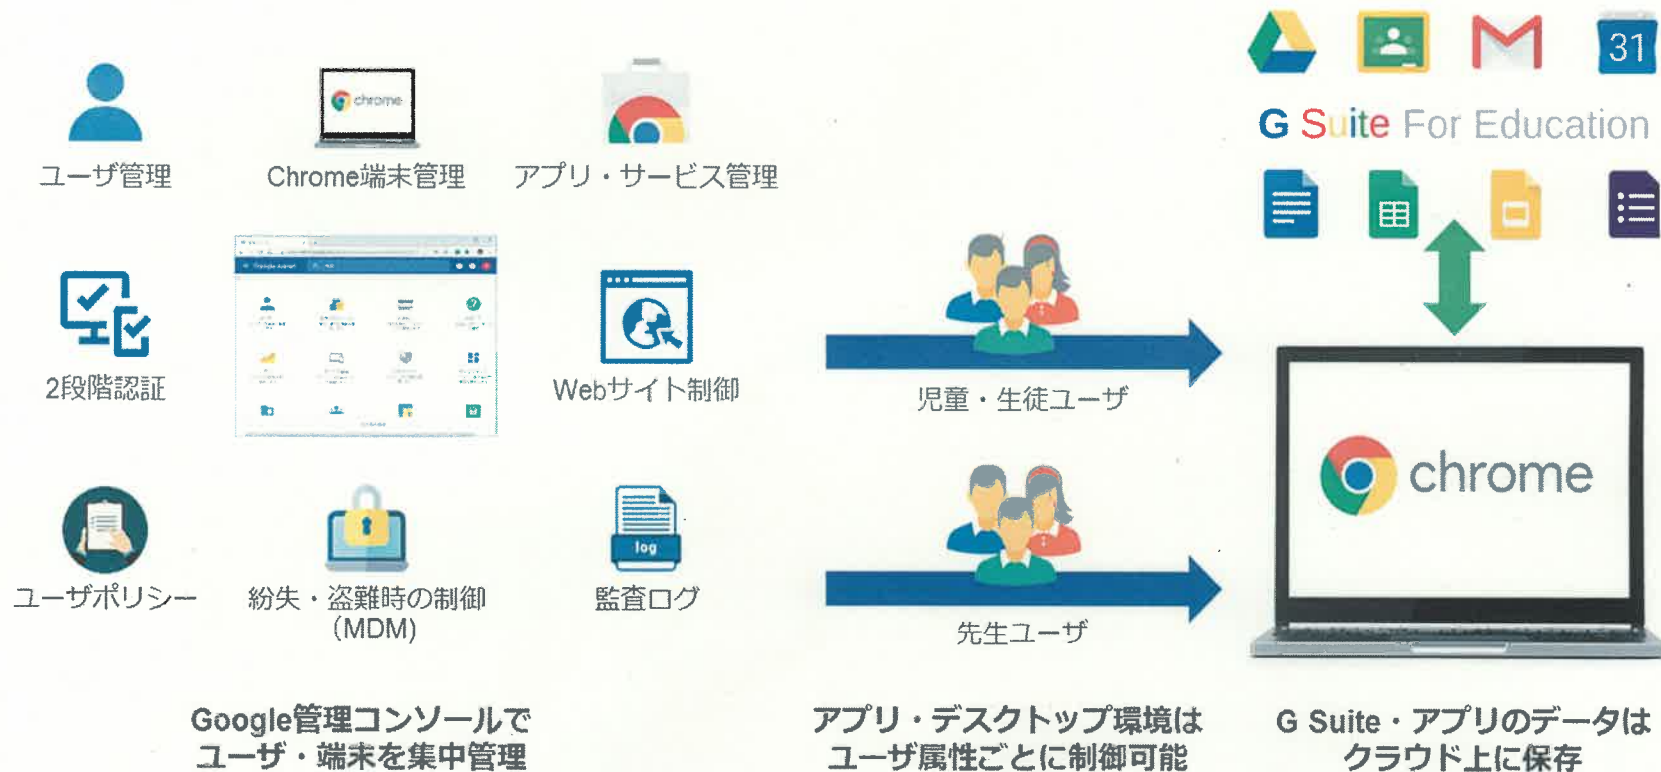 31
G Suite For Education
chrome
ユーザ管理
Chrome端末管理
アプリ・サービス管理
2段階認証
Webサイト制御
児童・生徒ユーザ
chrome
log
ユーザポリシー
紛失・盗難時の制御
(MDM)
監査ログ
先生ユーザ
Google管理コンソールで
ユーザ・端末を集中管理
アプリ・デスクトップ環境は
ユーザ属性ごとに制御可能
G Suite・アプリのデータは
クラウド上に保存